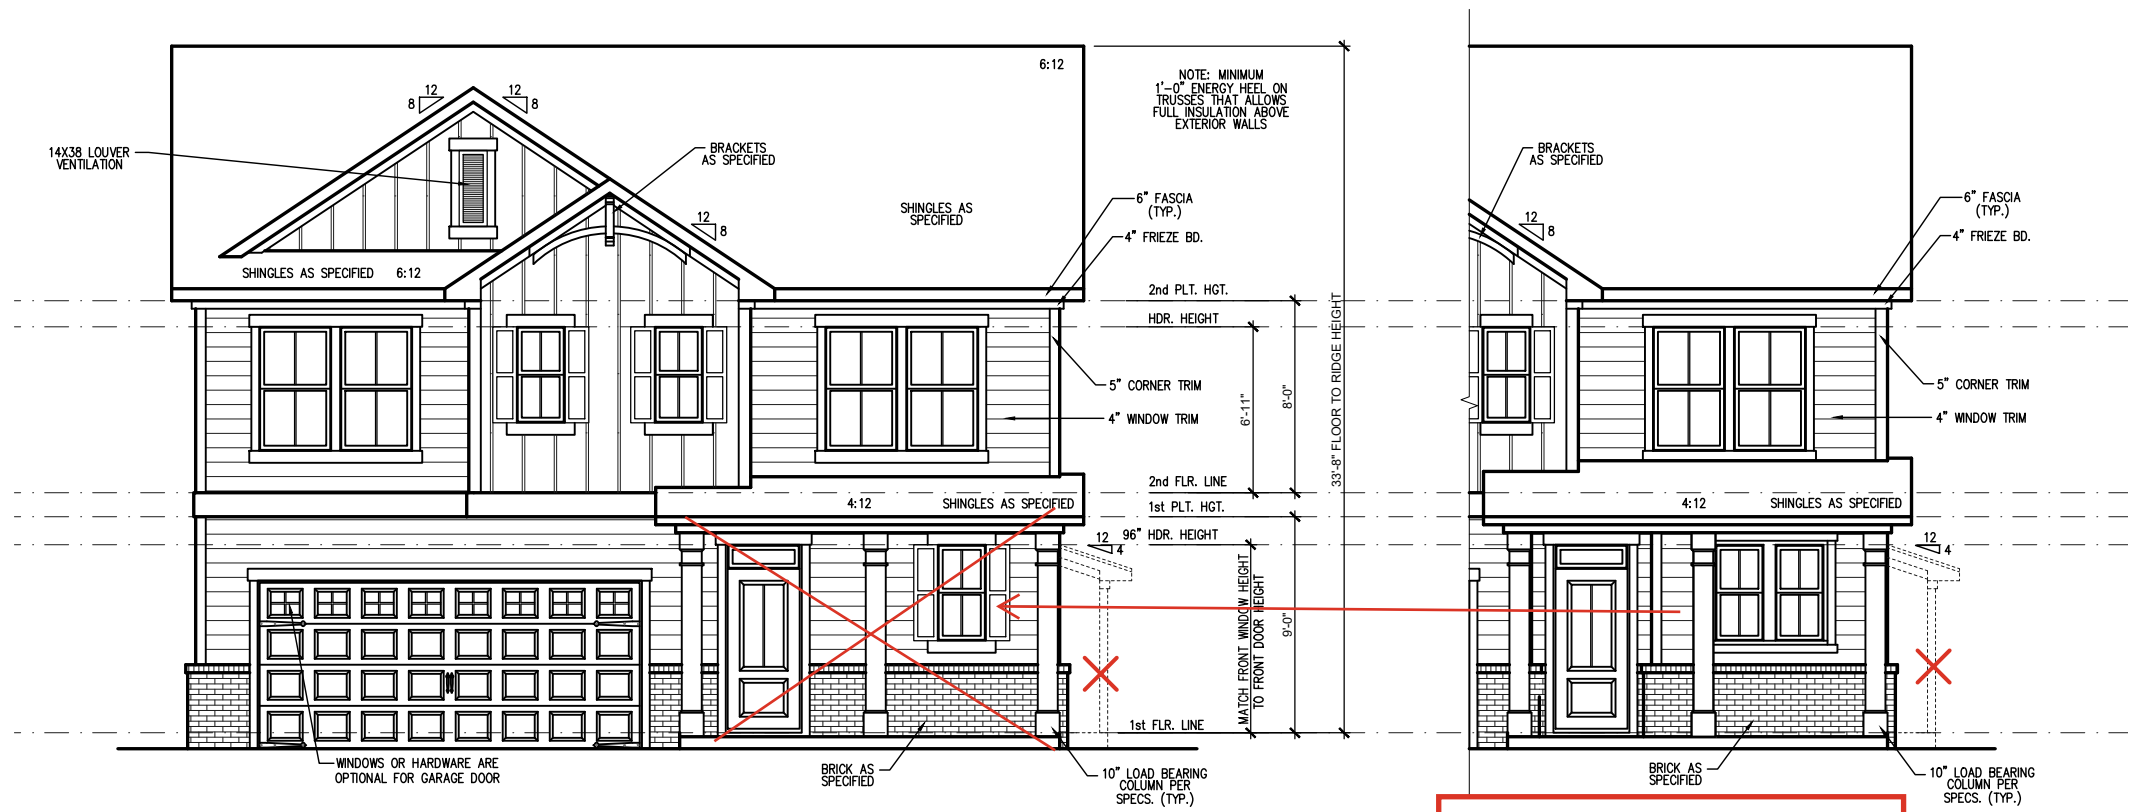 6:12
NOTE: MINIMUM
1'-0" ENERGY HEEL ON
TRUSSES THAT ALLOWS
FULL INSULATION ABOVE
EXTERIOR WALLS
12
8
12
8
14X38 LOUVER
VENTILATION
BRACKETS
AS SPECIFIED
SHINGLES AS
SPECIFIED
12
8
6" FASCIA
(TYP.)
4" FRIEZE BD.
SHINGLES AS SPECIFIED 6:12
2nd PLT. HGT.
HDR. HEIGHT
5" CORNER TRIM
4" WINDOW TRIM
6'-11"
8'-0"
33'-8" FLOOR TO RIDGE HEIGHT
2nd FLR. LINE
1st PLT. HGT.
4:12
SHINGLES AS SPECIFIED
96" HDR. HEIGHT
12
4
MATCH FRONT WINDOW HEIGHT
TO FRONT DOOR HEIGHT
9'-0"
1st FLR. LINE
WINDOWS OR HARDWARE ARE
OPTIONAL FOR GARAGE DOOR
BRICK AS
SPECIFIED
10" LOAD BEARING
COLUMN PER
SPECS. (TYP.)
BRACKETS
AS SPECIFIED
12
8
6" FASCIA
(TYP.)
4" FRIEZE BD.
5" CORNER TRIM
4" WINDOW TRIM
4:12
SHINGLES AS SPECIFIED
12
4
BRICK AS
SPECIFIED
10" LOAD BEARING
COLUMN PER
SPECS. (TYP.)